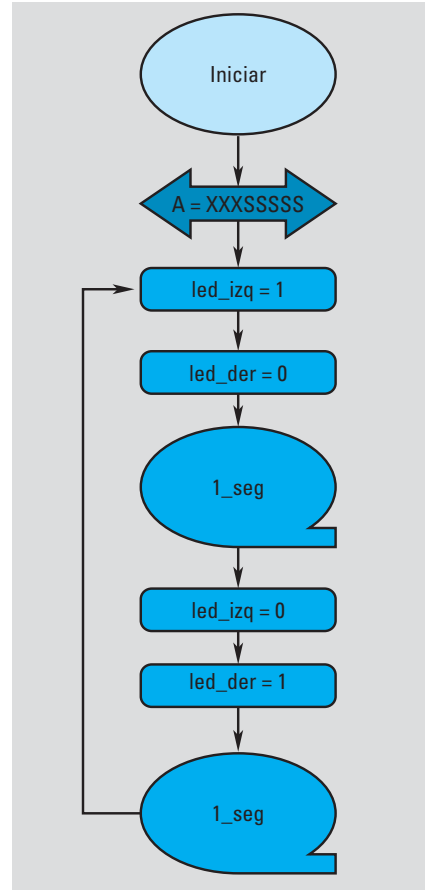 Iniciar
A = XXXSSSSS
led_izq = 1
led_der = 0
1_seg
led_izq = 0
led_der = 1
1_seg